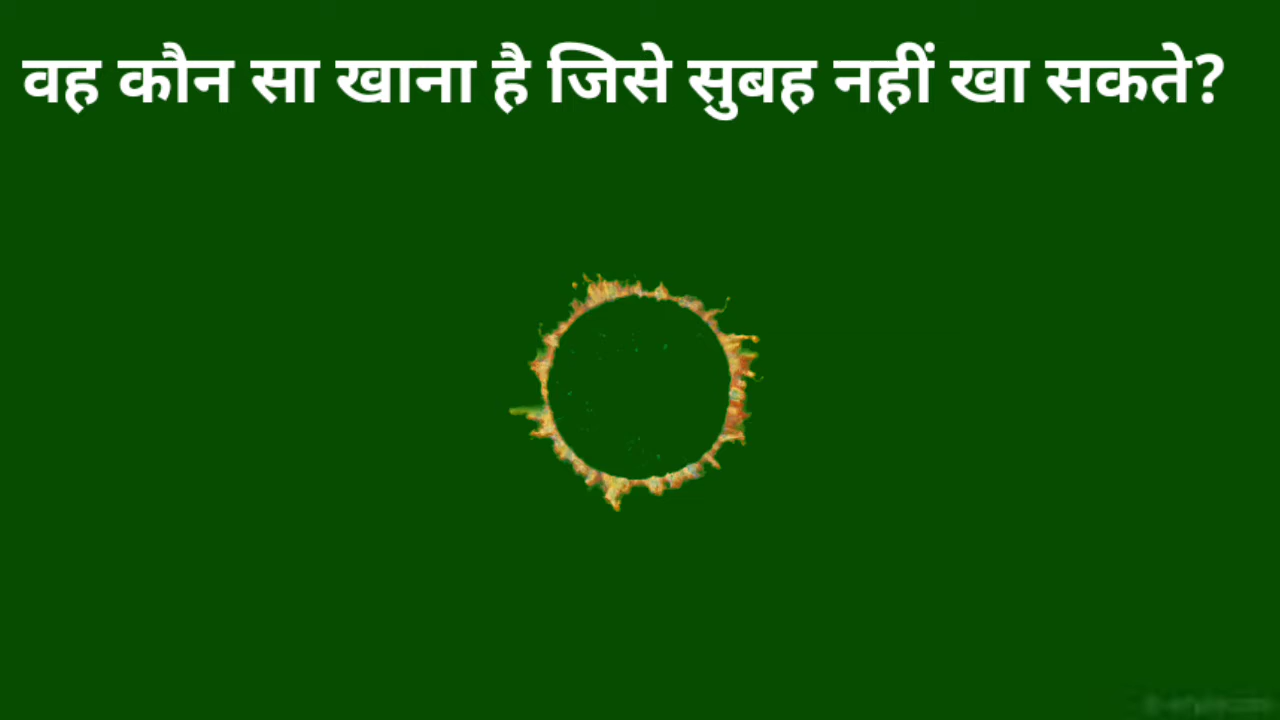 वह कौन सा खाना है जिसे सुबह नहीं खा सकते?